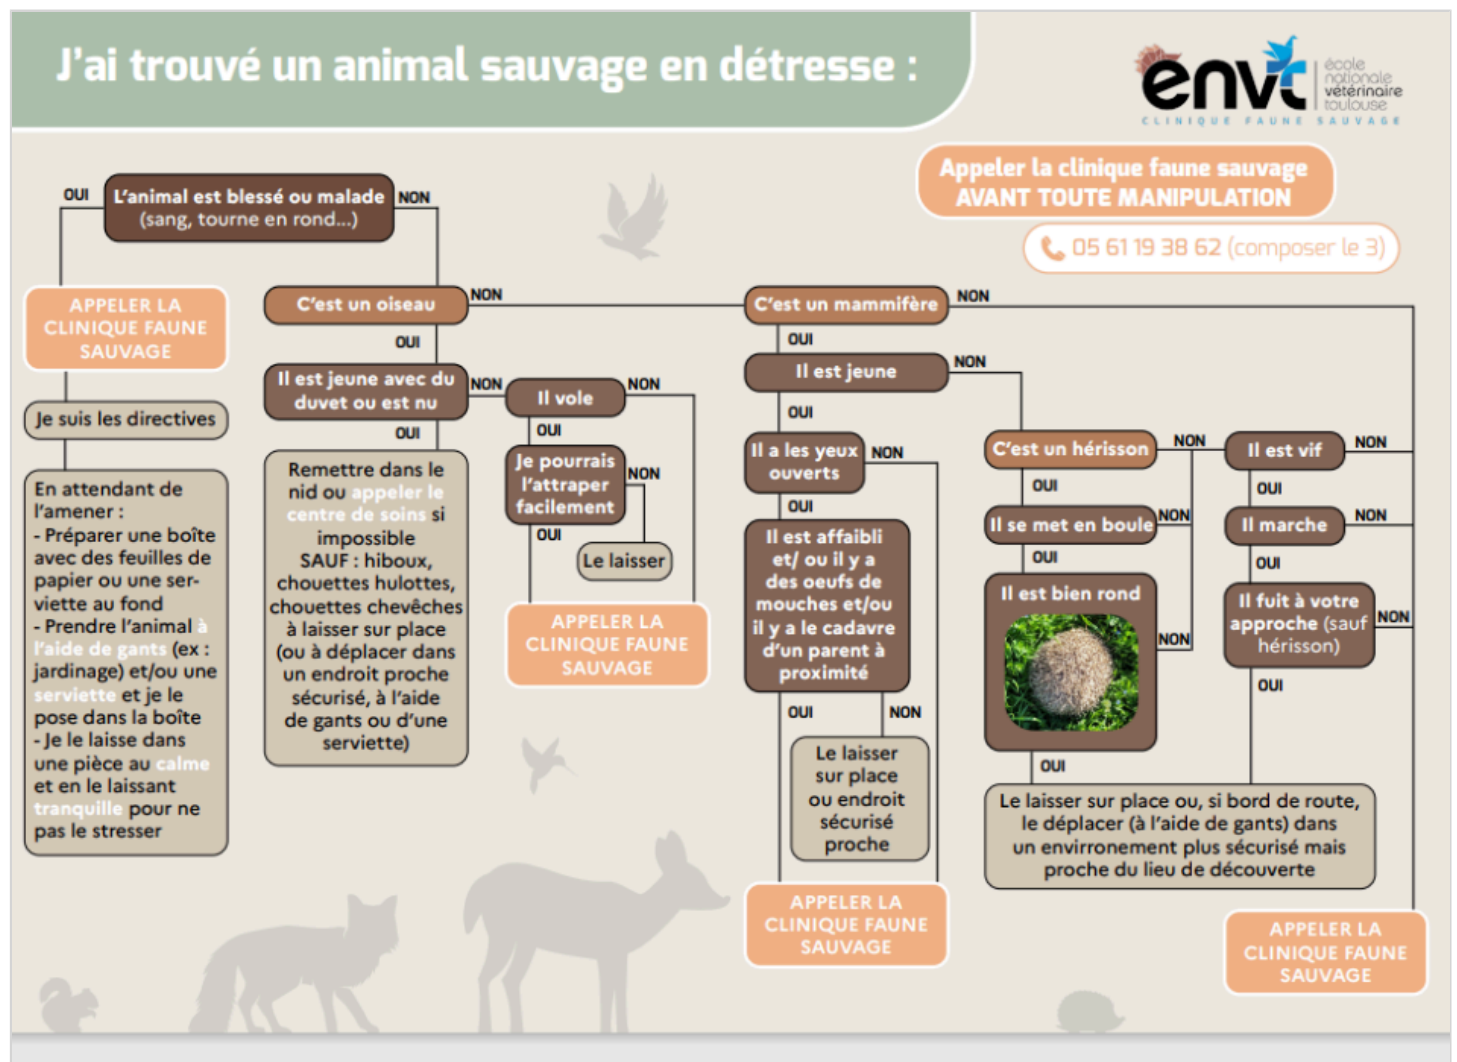 J'ai trouvé un animal sauvage en détresse :
envt
école
nationale
vétérinaire
toulouse
CLINIQUE FAUNE SAUVAGE
Appeler la clinique faune sauvage
AVANT TOUTE MANIPULATION
05 61 19 38 62 (composer le 3)
OUI
L'animal est blessé ou malade
(sang, tourne en rond...)
NON
APPELER LA
CLINIQUE FAUNE
SAUVAGE
Je suis les directives
En attendant de
l'amener :
- Préparer une boîte
avec des feuilles de
papier ou une ser-
viette au fond
- Prendre l'animal à
l'aide de gants (ex :
jardinage) et/ou une
serviette et je le
pose dans la boîte
- Je le laisse dans
une pièce au calme
et en le laissant
tranquille pour ne
pas le stresser
C'est un oiseau
NON
OUI
Il est jeune avec du
duvet ou est nu
NON
OUI
Remettre dans le
nid ou appeler le
centre de soins si
impossible
SAUF : hiboux,
chouettes hulottes,
chouettes chevêches
à laisser sur place
(ou à déplacer dans
un endroit proche
sécurisé, à l'aide
de gants ou d'une
serviette)
Il vole
NON
OUI
Je pourrais
l'attraper
facilement
NON
OUI
Le laisser
APPELER LA
CLINIQUE FAUNE
SAUVAGE
C'est un mammifère
NON
OUI
Il est jeune
NON
OUI
Il a les yeux
ouverts
NON
OUI
Il est affaibli
et/ ou il y a
des oeufs de
mouches et/ou
il y a le cadavre
d'un parent à
proximité
OUI
NON
Le laisser
sur place
ou endroit
sécurisé
proche
APPELER LA
CLINIQUE FAUNE
SAUVAGE
C'est un hérisson
NON
OUI
Il se met en boule
NON
OUI
Il est bien rond
NON
OUI
Il est vif
NON
OUI
Il marche
NON
OUI
Il fuit à votre
approche (sauf
hérisson)
NON
OUI
Le laisser sur place ou, si bord de route,
le déplacer (à l'aide de gants) dans
un envirronement plus sécurisé mais
proche du lieu de découverte
APPELER LA
CLINIQUE FAUNE
SAUVAGE